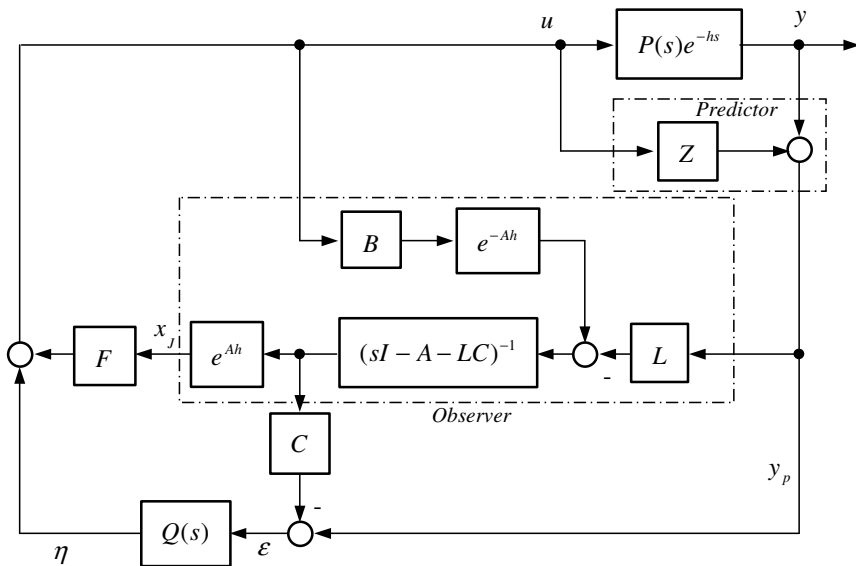 u
y
P(s)e^{-hs}
Predictor
Z
B
e^{-Ah}
x_J
F
e^{Ah}
(sI - A - LC)^{-1}
L
-
Observer
C
y_p
-
Q(s)
η
ε